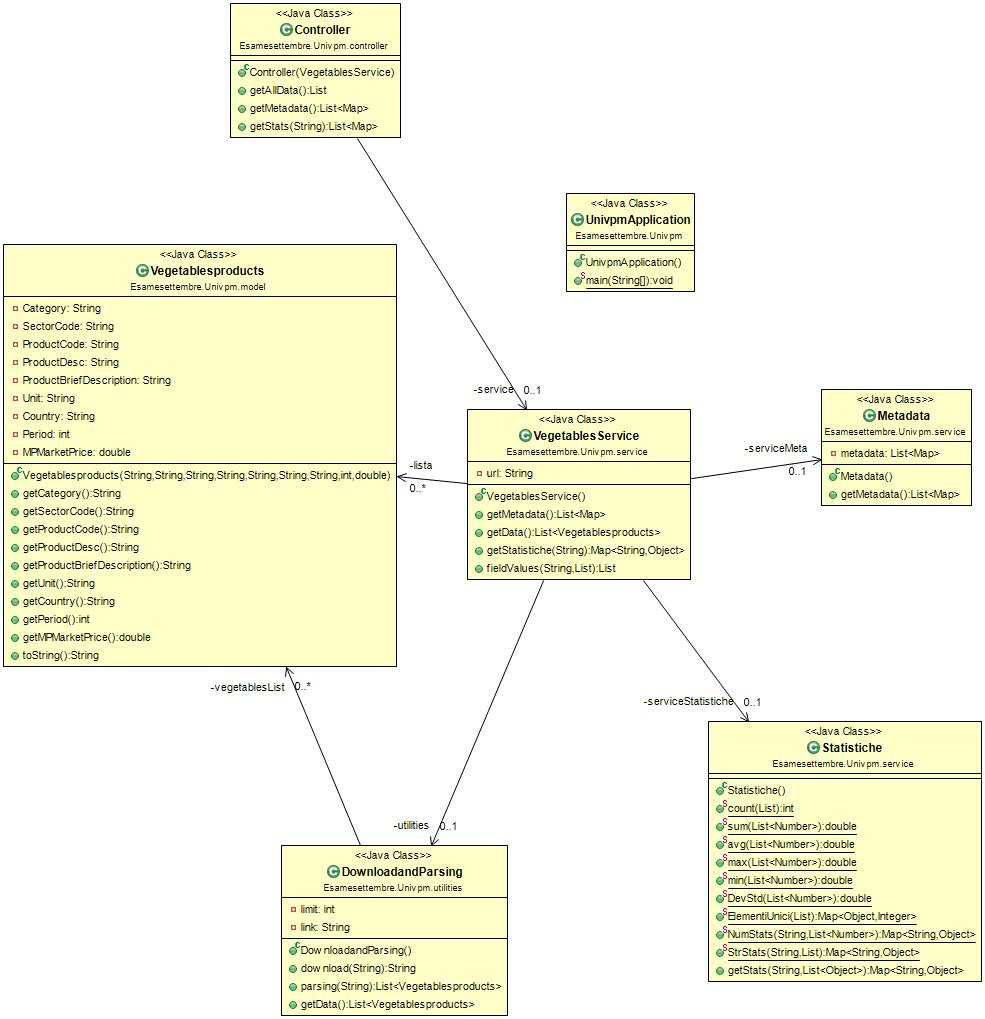 <<Java Class>>
Controller
Esamesettembre.Univpm.controller
Controller(VegetablesService)
getAllData():List
getMetadata():List<Map>
getStats(String):List<Map>
<<Java Class>>
UnivpmApplication
Esamesettembre.Univpm
UnivpmApplication()
main(String[]):void
<<Java Class>>
Vegetablesproducts
Esamesettembre.Univpm.model
Category: String
SectorCode: String
ProductCode: String
ProductDesc: String
ProductBriefDescription: String
Unit: String
Country: String
Period: int
MPMarketPrice: double
Vegetablesproducts(String,String,String,String,String,String,String,int,double)
getCategory():String
getSectorCode():String
getProductCode():String
getProductDesc():String
getProductBriefDescription():String
getUnit():String
getCountry():String
getPeriod():int
getMPMarketPrice():double
toString():String
-service 0..1
<<Java Class>>
VegetablesService
Esamesettembre.Univpm.service
url: String
VegetablesService()
getMetadata():List<Map>
getData():List<Vegetablesproducts>
getStatistiche(String):Map<String,Object>
fieldValues(String,List):List
-lista
0..*
-serviceMeta
0..1
<<Java Class>>
Metadata
Esamesettembre.Univpm.service
metadata: List<Map>
Metadata()
getMetadata():List<Map>
-vegetablesList 0..*
-serviceStatistiche 0..1
<<Java Class>>
Statistiche
Esamesettembre.Univpm.service
Statistiche()
count(List):int
sum(List<Number>):double
avg(List<Number>):double
max(List<Number>):double
min(List<Number>):double
DevStd(List<Number>):double
ElementiUnici(List):Map<Object,Integer>
NumStats(String,List<Number>):Map<String,Object>
StrStats(String,List):Map<String,Object>
getStats(String,List<Object>):Map<String,Object>
-utilities 0..1
<<Java Class>>
DownloadandParsing
Esamesettembre.Univpm.utilities
limit: int
link: String
DownloadandParsing()
download(String):String
parsing(String):List<Vegetablesproducts>
getData():List<Vegetablesproducts>